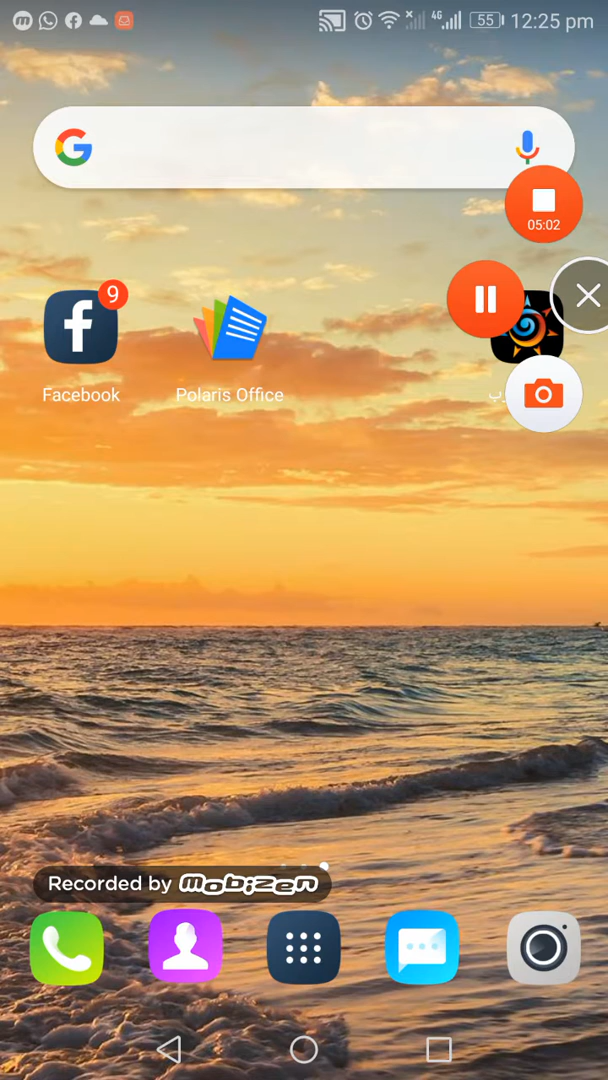 4G 55 12:25 pm
05:02
9
Facebook
Polaris Office
Recorded by mobizen